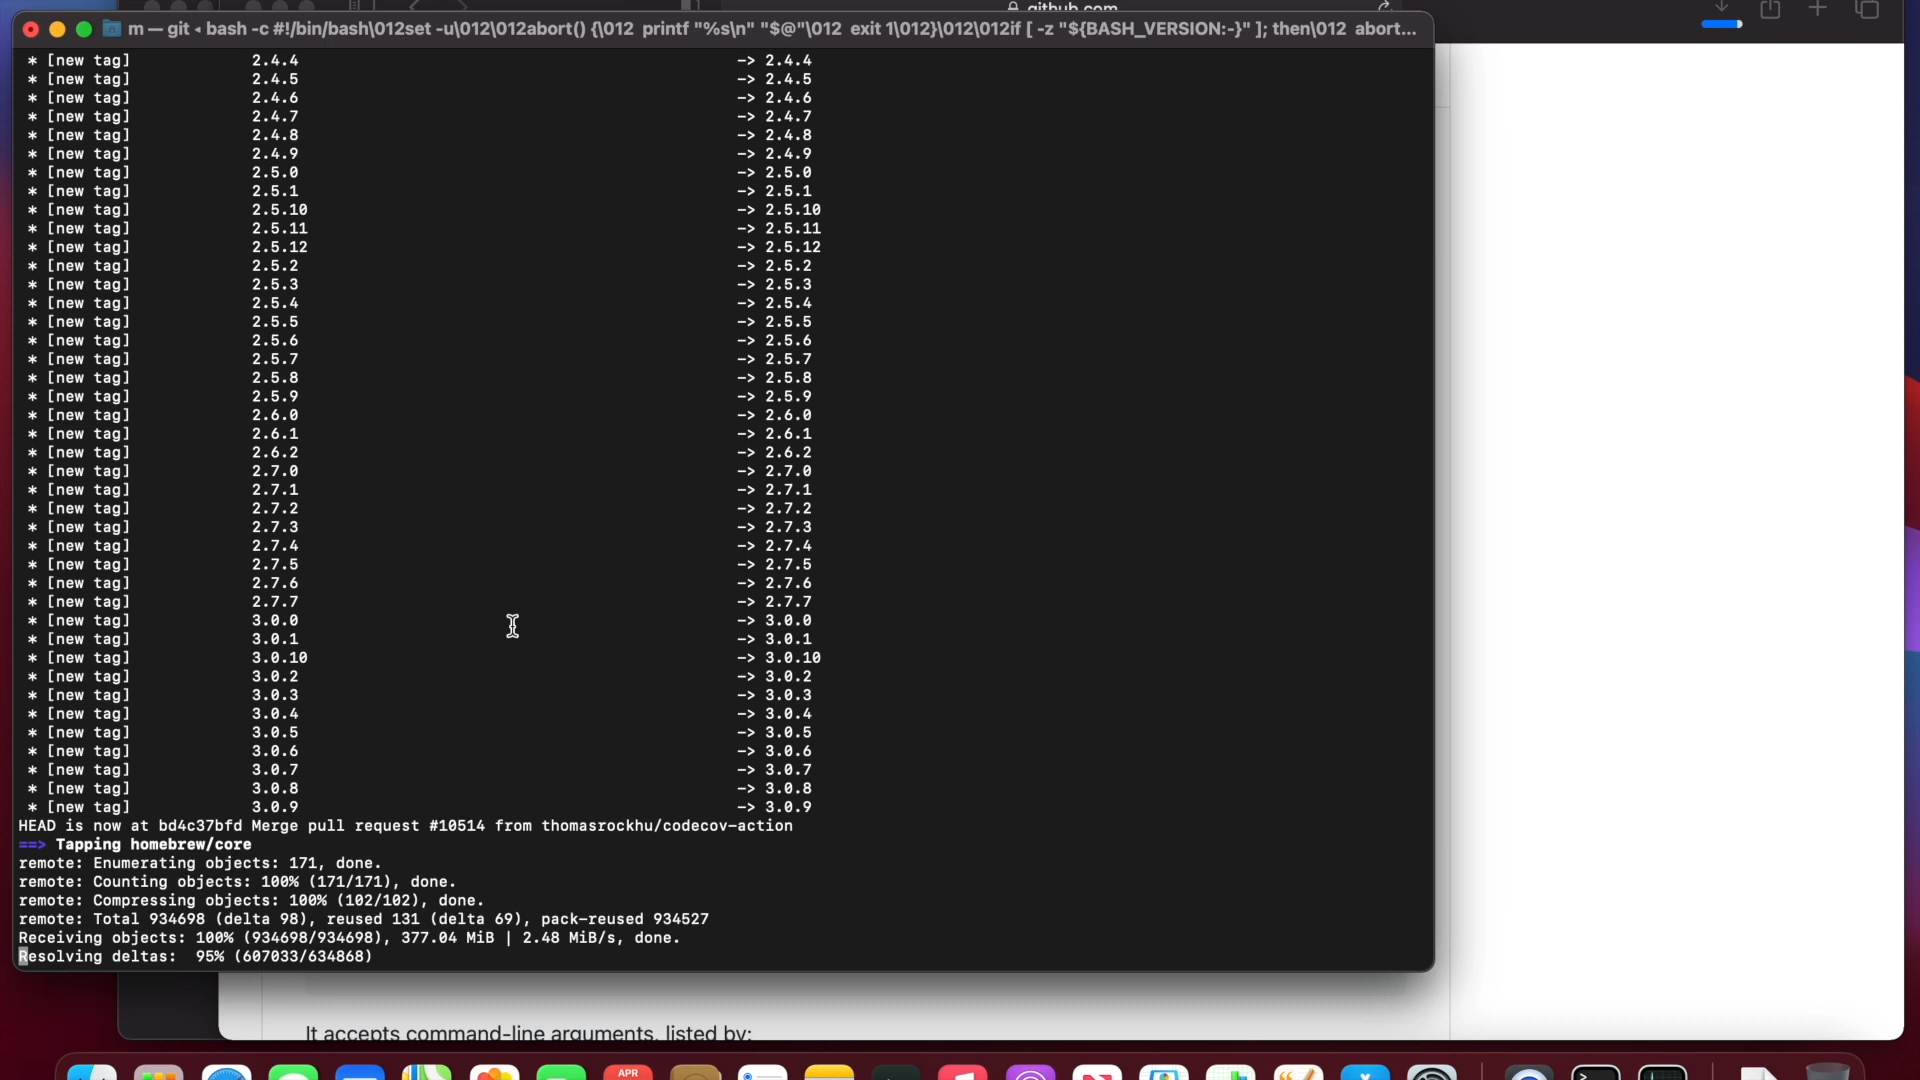 github.com
m — git ◂ bash -c #!/bin/bash\012set -u\012\012abort() {\012  printf "%s\n" "$@"\012  exit 1\012}\012\012if [ -z "${BASH_VERSION:-}" ]; then\012  abort...
* [new tag] 2.4.4 -> 2.4.4
* [new tag] 2.4.5 -> 2.4.5
* [new tag] 2.4.6 -> 2.4.6
* [new tag] 2.4.7 -> 2.4.7
* [new tag] 2.4.8 -> 2.4.8
* [new tag] 2.4.9 -> 2.4.9
* [new tag] 2.5.0 -> 2.5.0
* [new tag] 2.5.1 -> 2.5.1
* [new tag] 2.5.10 -> 2.5.10
* [new tag] 2.5.11 -> 2.5.11
* [new tag] 2.5.12 -> 2.5.12
* [new tag] 2.5.2 -> 2.5.2
* [new tag] 2.5.3 -> 2.5.3
* [new tag] 2.5.4 -> 2.5.4
* [new tag] 2.5.5 -> 2.5.5
* [new tag] 2.5.6 -> 2.5.6
* [new tag] 2.5.7 -> 2.5.7
* [new tag] 2.5.8 -> 2.5.8
* [new tag] 2.5.9 -> 2.5.9
* [new tag] 2.6.0 -> 2.6.0
* [new tag] 2.6.1 -> 2.6.1
* [new tag] 2.6.2 -> 2.6.2
* [new tag] 2.7.0 -> 2.7.0
* [new tag] 2.7.1 -> 2.7.1
* [new tag] 2.7.2 -> 2.7.2
* [new tag] 2.7.3 -> 2.7.3
* [new tag] 2.7.4 -> 2.7.4
* [new tag] 2.7.5 -> 2.7.5
* [new tag] 2.7.6 -> 2.7.6
* [new tag] 2.7.7 -> 2.7.7
* [new tag] 3.0.0 -> 3.0.0
* [new tag] 3.0.1 -> 3.0.1
* [new tag] 3.0.10 -> 3.0.10
* [new tag] 3.0.2 -> 3.0.2
* [new tag] 3.0.3 -> 3.0.3
* [new tag] 3.0.4 -> 3.0.4
* [new tag] 3.0.5 -> 3.0.5
* [new tag] 3.0.6 -> 3.0.6
* [new tag] 3.0.7 -> 3.0.7
* [new tag] 3.0.8 -> 3.0.8
* [new tag] 3.0.9 -> 3.0.9
HEAD is now at bd4c37bfd Merge pull request #10514 from thomasrockhu/codecov-action
==> Tapping homebrew/core
remote: Enumerating objects: 171, done.
remote: Counting objects: 100% (171/171), done.
remote: Compressing objects: 100% (102/102), done.
remote: Total 934698 (delta 98), reused 131 (delta 69), pack-reused 934527
Receiving objects: 100% (934698/934698), 377.04 MiB | 2.48 MiB/s, done.
Resolving deltas:  95% (607033/634868)
It accepts command-line arguments, listed by:
APR